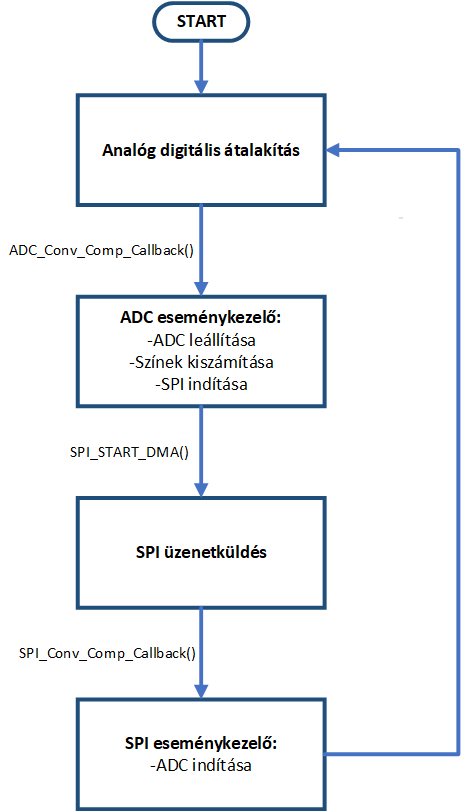 START
Analóg digitális átalakítás
ADC_Conv_Comp_Callback()
ADC eseménykezelő:
-ADC leállítása
-Színek kiszámítása
-SPI indítása
SPI_START_DMA()
SPI üzenetküldés
SPI_Conv_Comp_Callback()
SPI eseménykezelő:
-ADC indítása